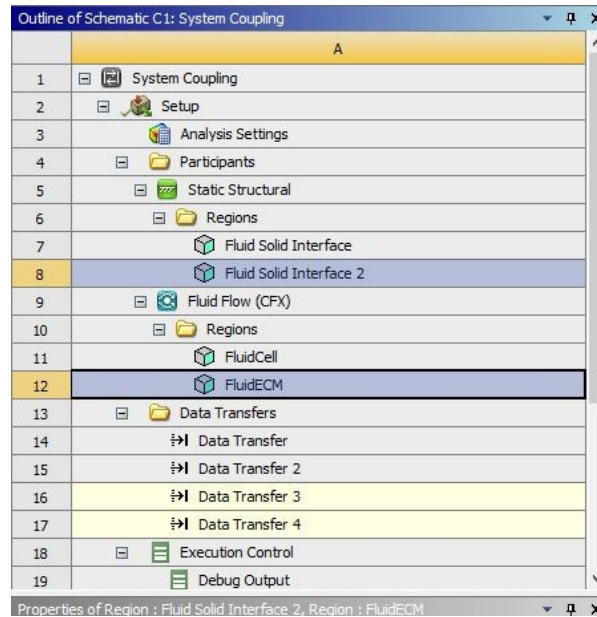 Outline of Schematic C1: System Coupling
A
1 System Coupling
2 Setup
3 Analysis Settings
4 Participants
5 Static Structural
6 Regions
7 Fluid Solid Interface
8 Fluid Solid Interface 2
9 Fluid Flow (CFX)
10 Regions
11 FluidCell
12 FluidECM
13 Data Transfers
14 Data Transfer
15 Data Transfer 2
16 Data Transfer 3
17 Data Transfer 4
18 Execution Control
19 Debug Output
Properties of Region : Fluid Solid Interface 2, Region : FluidECM